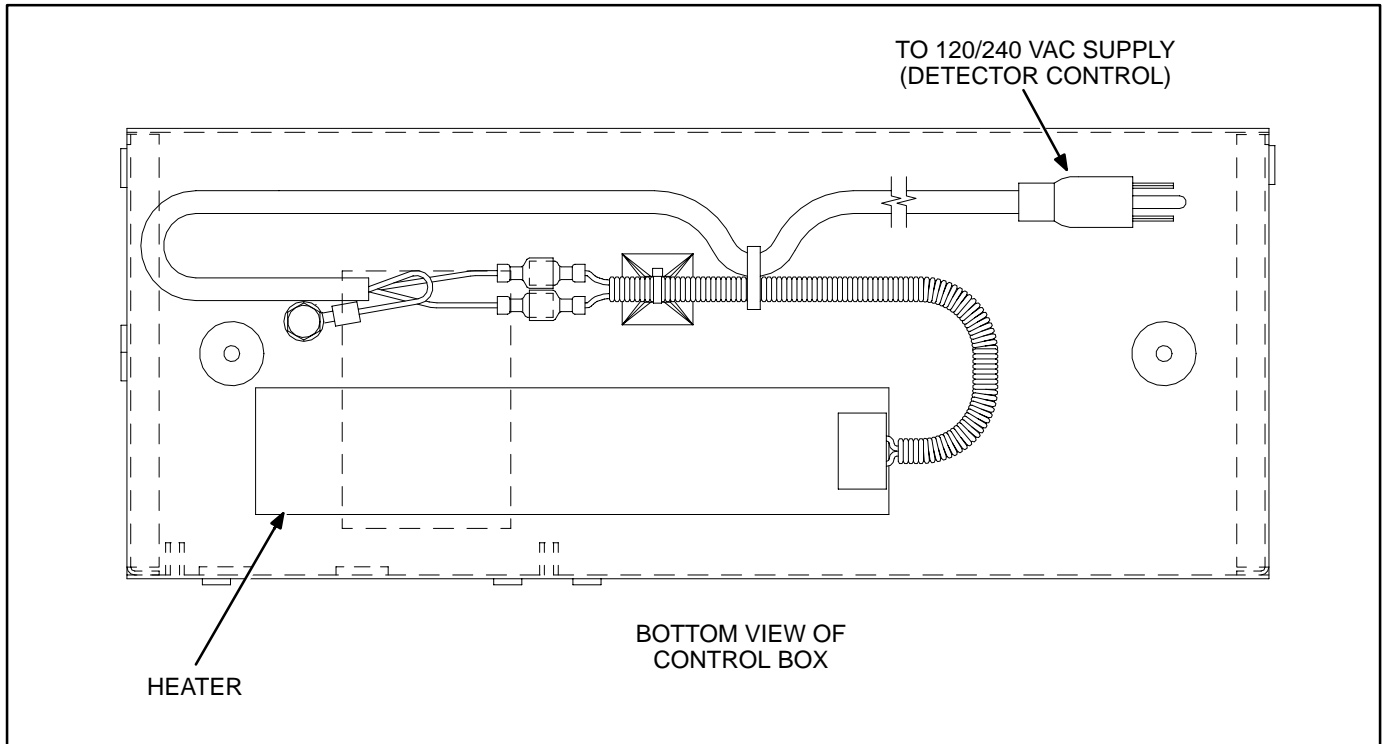 TO 120/240 VAC SUPPLY
(DETECTOR CONTROL)
BOTTOM VIEW OF
CONTROL BOX
HEATER